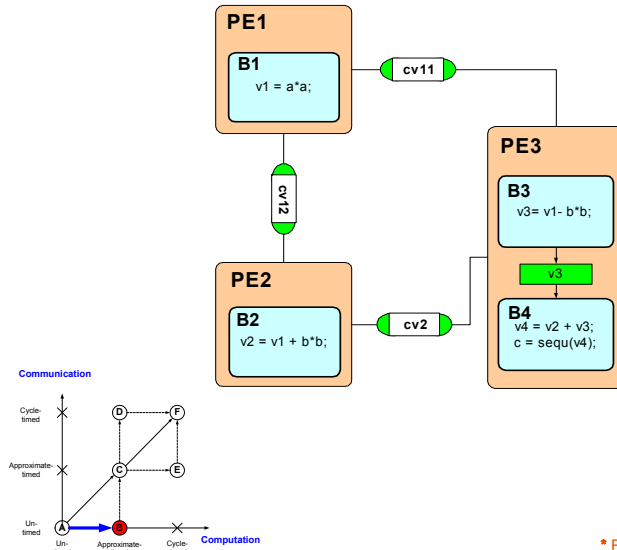 PE1
B1
v1 = a*a;
cv11
PE3
B3
v3= v1- b*b;
cv12
v3
PE2
B2
v2 = v1 + b*b;
cv2
B4
v4 = v2 + v3;
c = sequ(v4);
Communication
Cycle-
timed
D
F
Approximate-
timed
C
E
Un-
timed
A
B
Computation
Un-
Approximate-
Cycle-
*